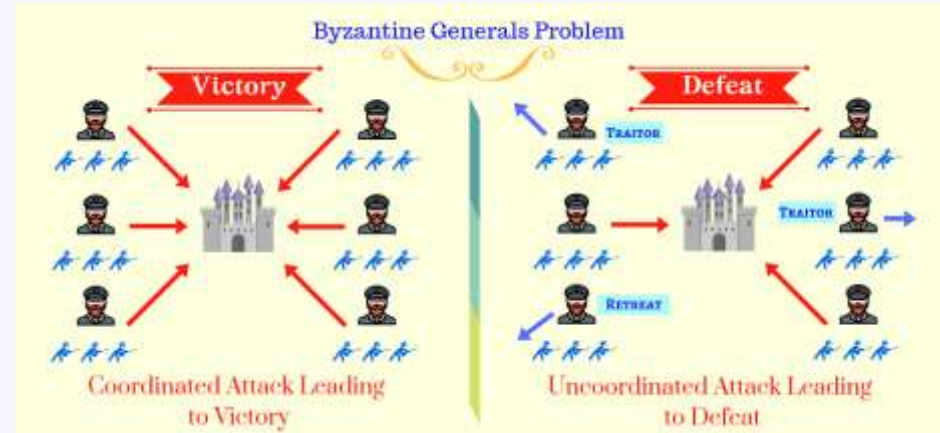 Byzantine Generals Problem
Victory
Coordinated Attack Leading
to Victory
Defeat
Traitor
Traitor
Retreat
Uncoordinated Attack Leading
to Defeat